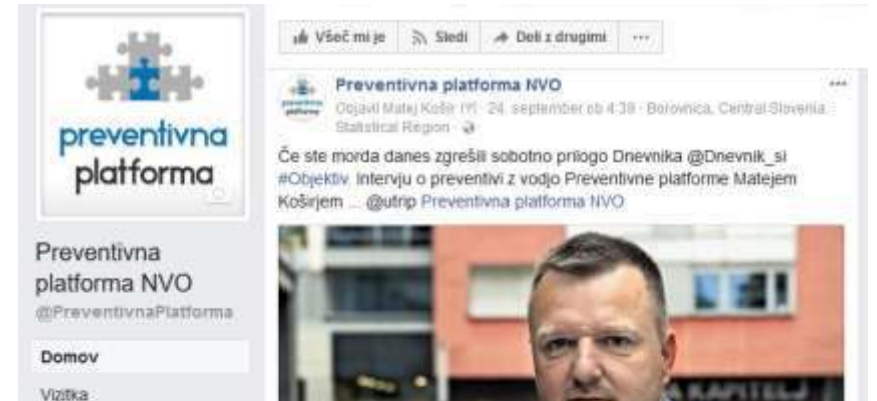 preventivna
platforma
Preventivna
platforma NVO
@PreventivnaPlatforma
Domov
Vizitka
Všeč mi je
Sledi
Deli z drugimi
Preventivna platforma NVO
Objavil Matej Košir [?] · 24. september ob 4:39 · Borovnica, Central Slovenia
Statistical Region ·
Če ste morda danes zgrešili sobotno prilogo Dnevnika @Dnevnik_si
#Objektiv. Intervju o preventivi z vodjo Preventivne platforme Matejem
Koširjem ... @utrip Preventivna platforma NVO
A KAPITELJ